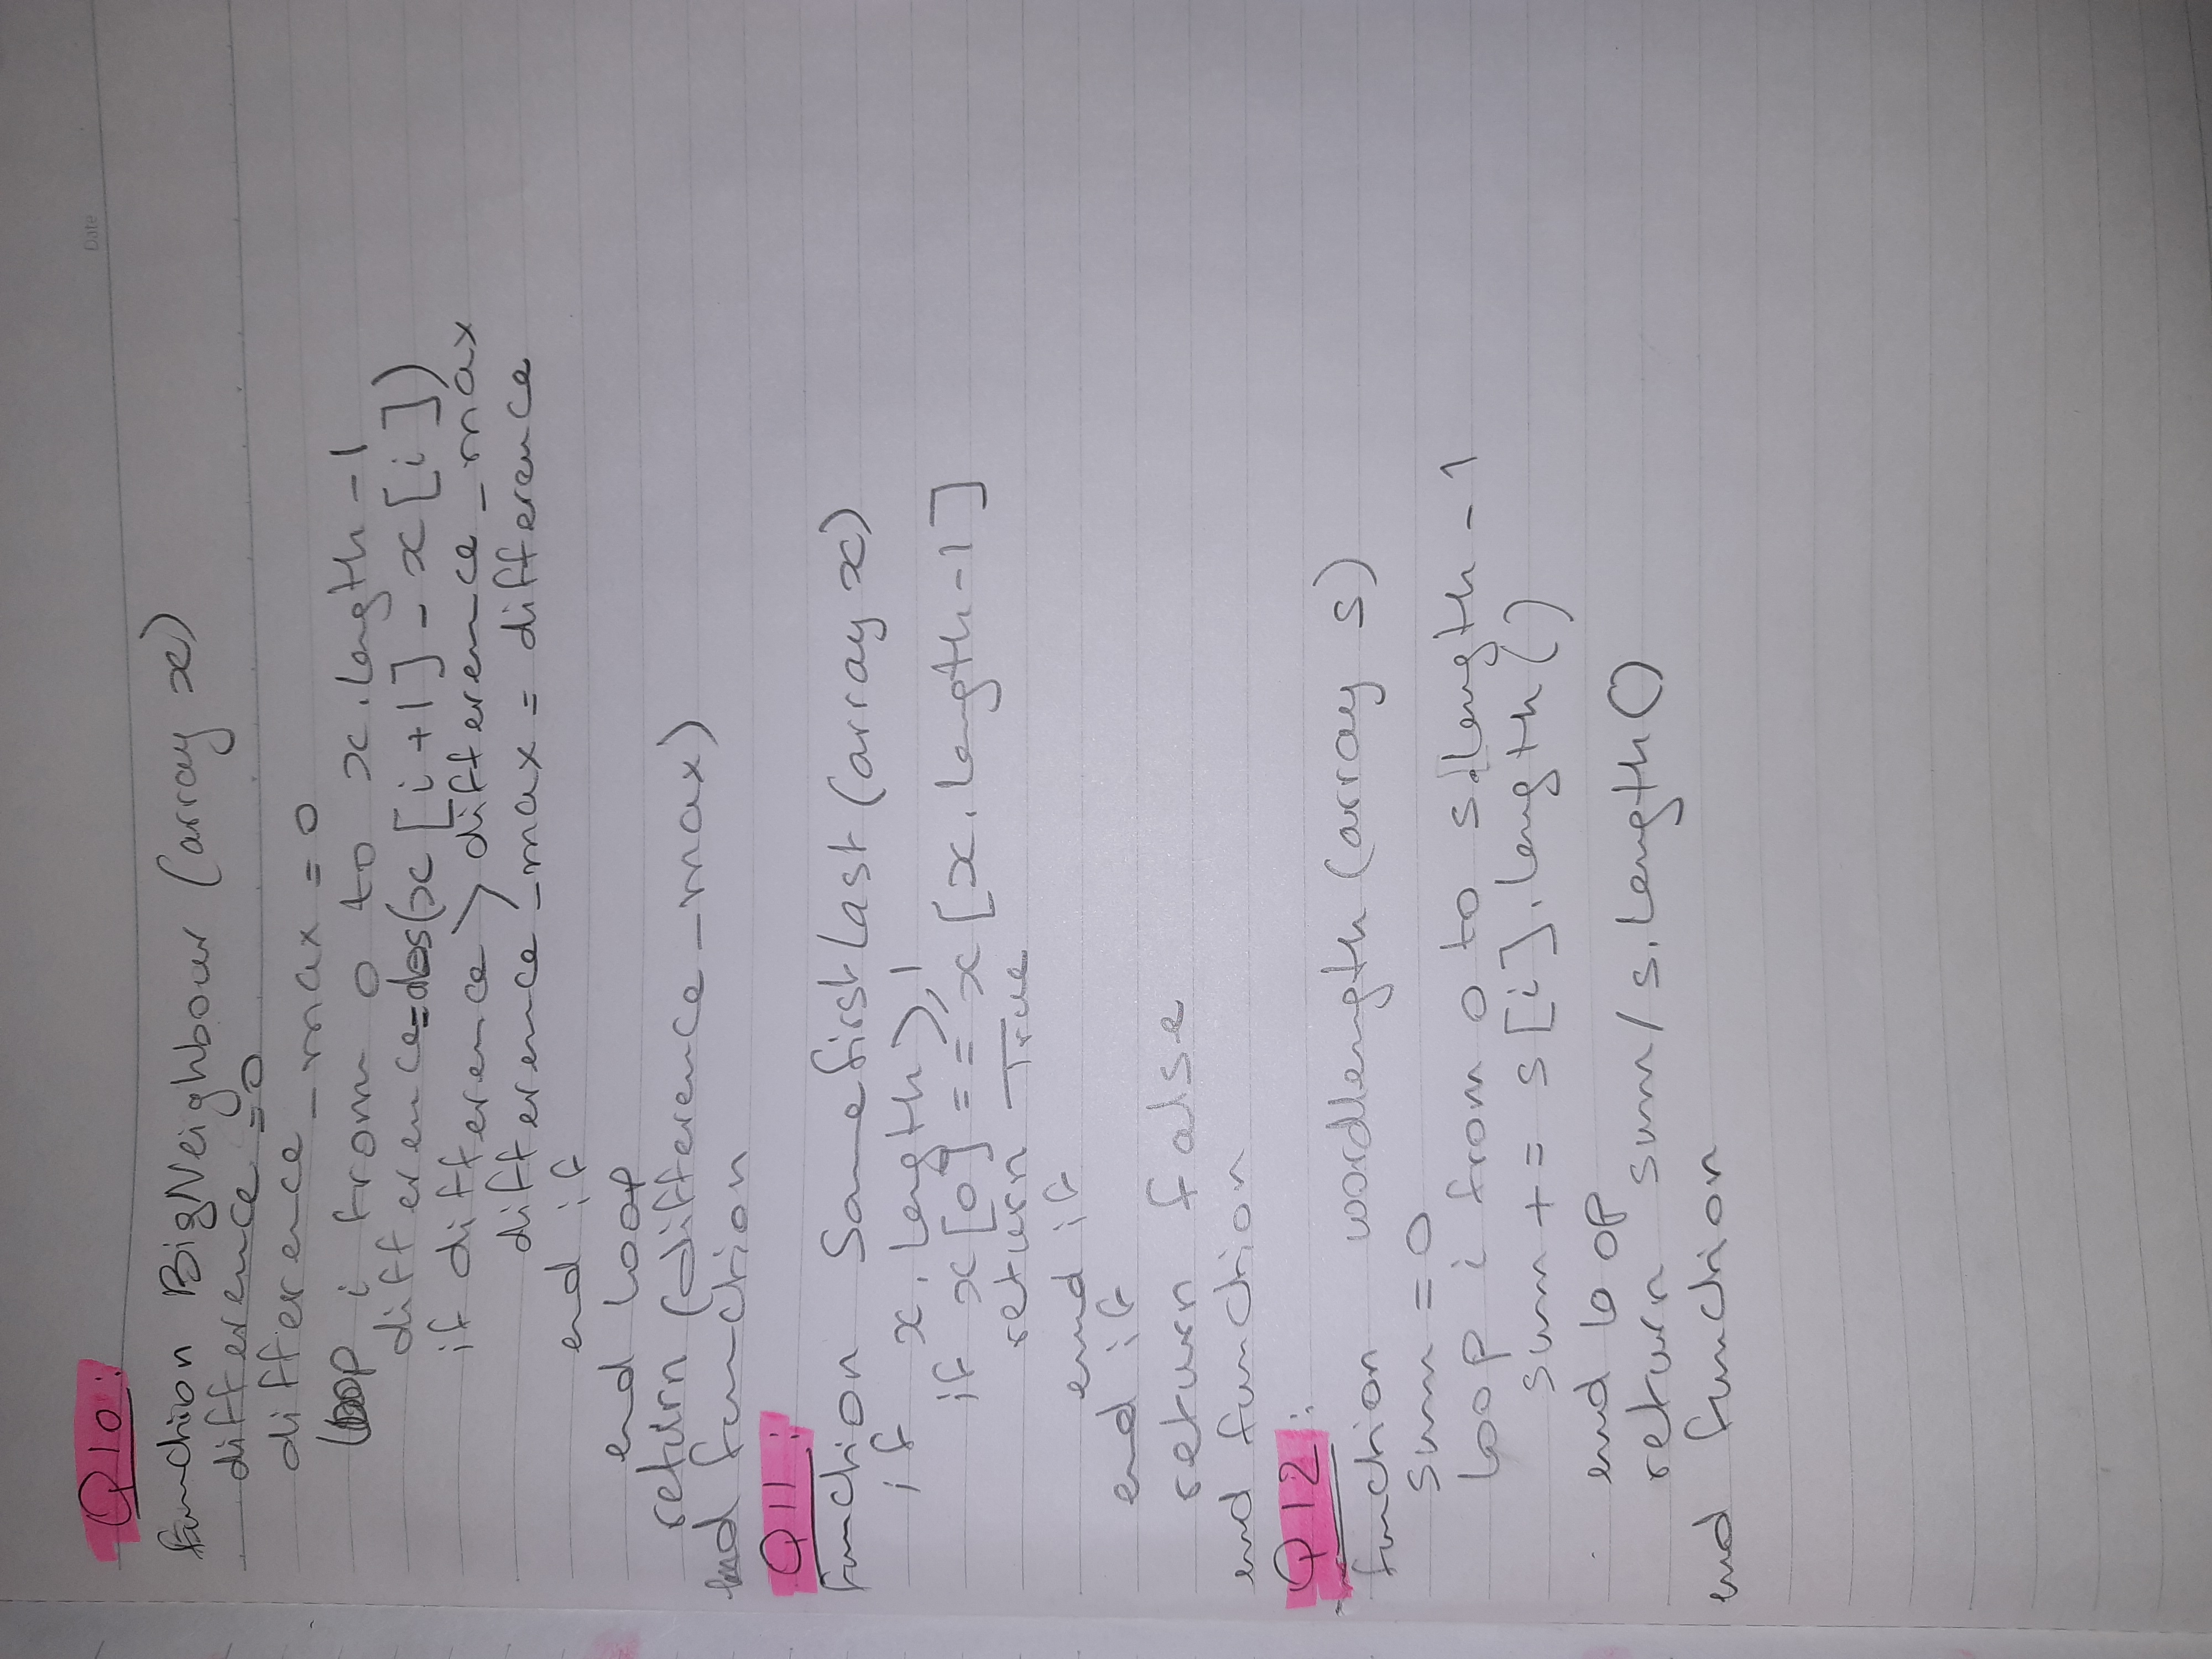 Date
Q10:
function BigNeighbour (array x)
difference = 0
difference_max = 0
loop i from 0 to x.length - 1
difference = abs(x[i+1] - x[i])
if difference > difference_max
difference_max = difference
end if
end loop
return (difference_max)
end function
Q11:
function Samefirstlast (array x)
if x.length ≥ 1
if x[0] == x[x.length-1]
return True
end if
end if
return false
end function
Q12:
function wordlength (array s)
sum = 0
loop i from 0 to s.length - 1
sum += s[i].length()
end loop
return sum/s.length()
end function